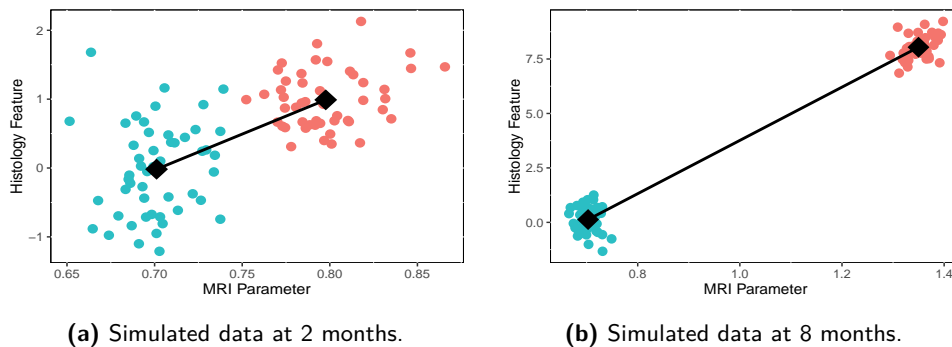 2
1
0
−1
Histology Feature
0.65 0.70 0.75 0.80 0.85
MRI Parameter
(a) Simulated data at 2 months.
7.5
5.0
2.5
0.0
Histology Feature
0.8 1.0 1.2 1.4
MRI Parameter
(b) Simulated data at 8 months.